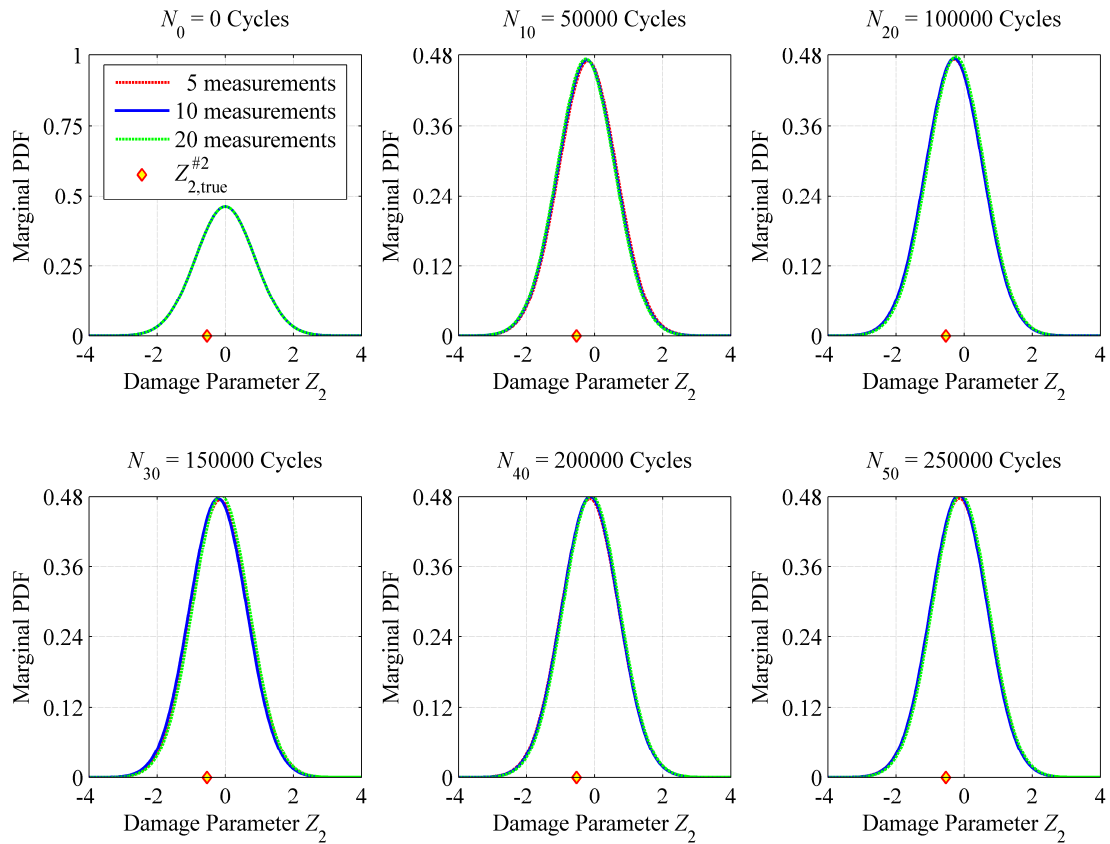 N0 = 0 Cycles
N10 = 50000 Cycles
N20 = 100000 Cycles
1
0.75
0.5
0.25
0
Marginal PDF
5 measurements
10 measurements
20 measurements
Z#2 2,true
-4 -2 0 2 4
Damage Parameter Z2
0.48
0.36
0.24
0.12
0
Marginal PDF
-4 -2 0 2 4
Damage Parameter Z2
0.48
0.36
0.24
0.12
0
Marginal PDF
-4 -2 0 2 4
Damage Parameter Z2
N30 = 150000 Cycles
N40 = 200000 Cycles
N50 = 250000 Cycles
0.48
0.36
0.24
0.12
0
Marginal PDF
-4 -2 0 2 4
Damage Parameter Z2
0.48
0.36
0.24
0.12
0
Marginal PDF
-4 -2 0 2 4
Damage Parameter Z2
0.48
0.36
0.24
0.12
0
Marginal PDF
-4 -2 0 2 4
Damage Parameter Z2